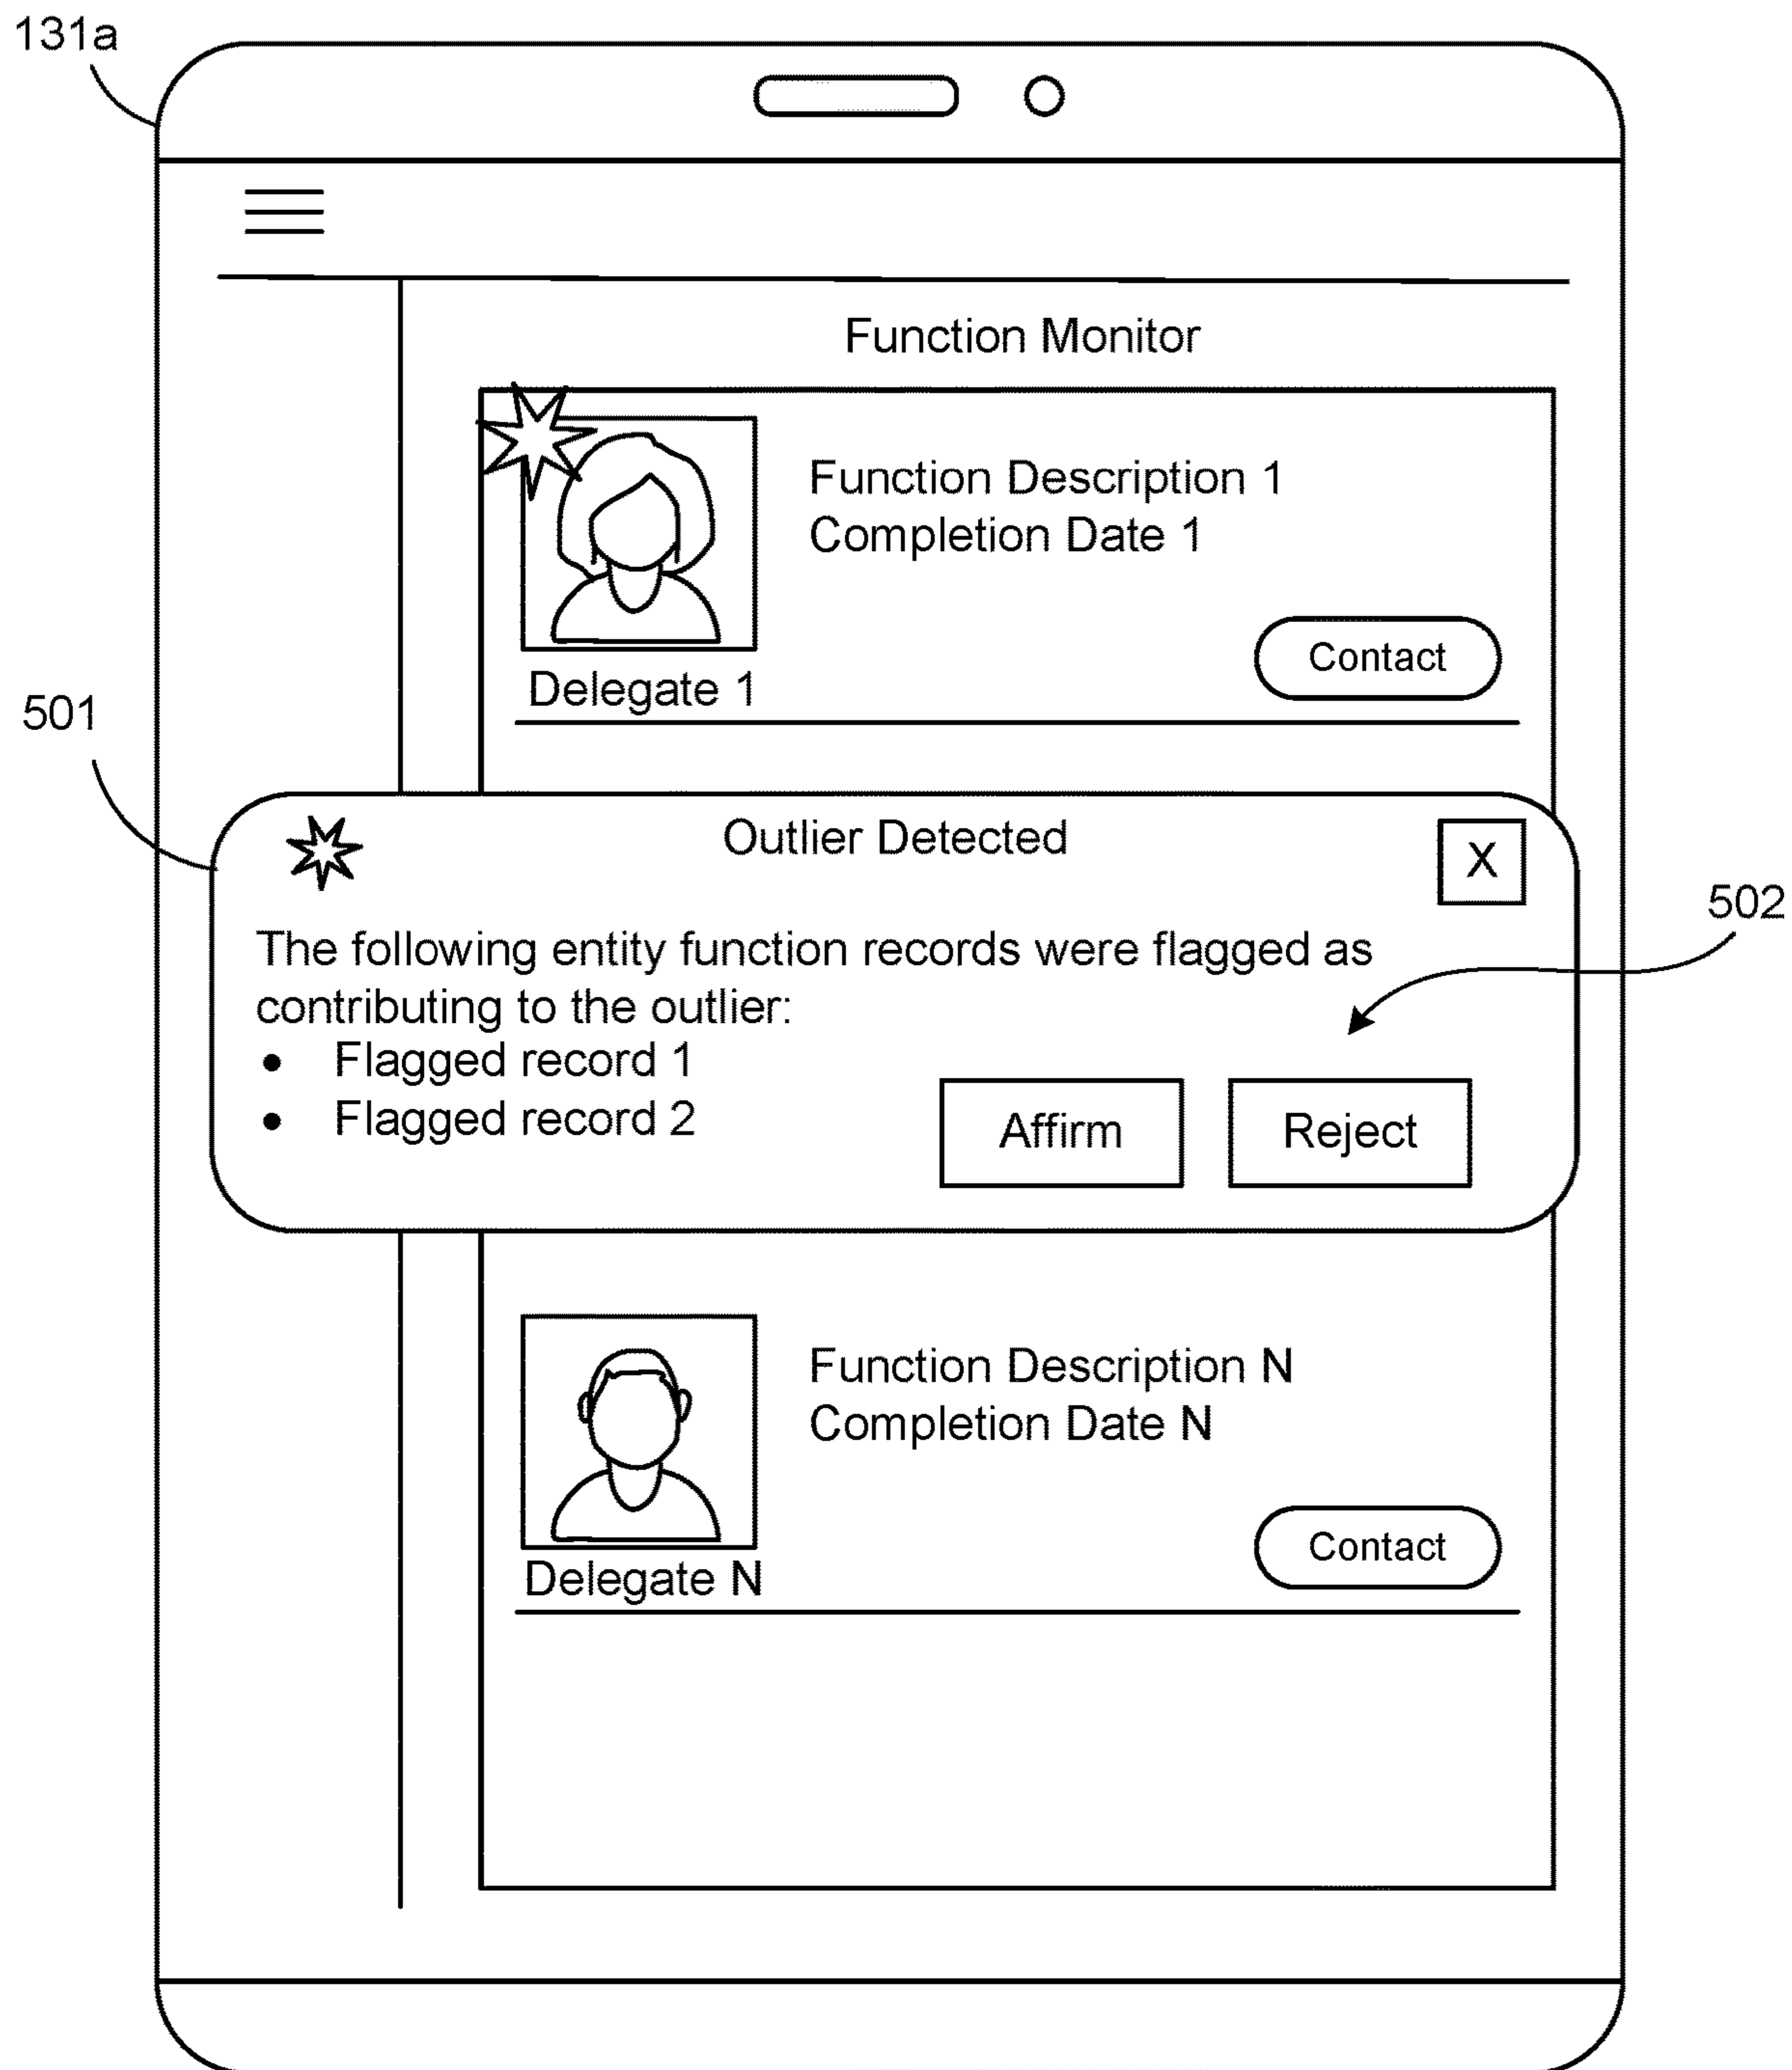 131a
Function Monitor
Function Description 1
Completion Date 1
Contact
Delegate 1
501
Outlier Detected
X
502
The following entity function records were flagged as
contributing to the outlier:
• Flagged record 1
• Flagged record 2
Affirm
Reject
Function Description N
Completion Date N
Contact
Delegate N